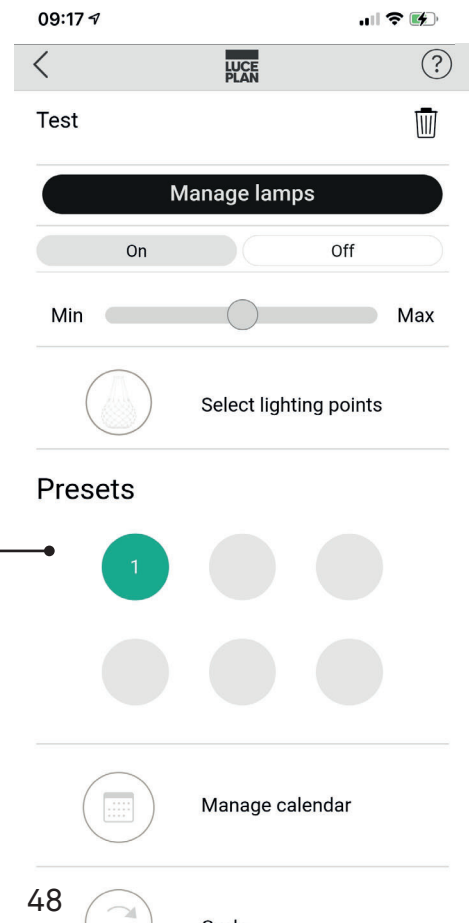 09:17
LUCE
PLAN
?
Test
Manage lamps
On Off
Min Max
Select lighting points
Presets
1
Manage calendar
48